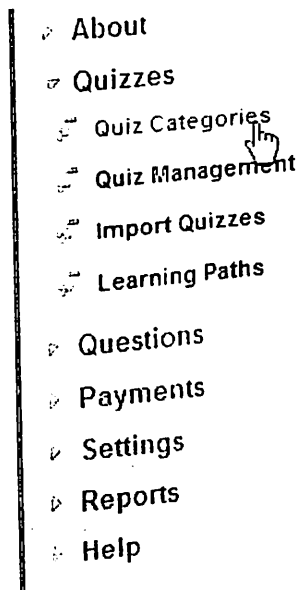 About
Quizzes
Quiz Categories
Quiz Management
Import Quizzes
Learning Paths
Questions
Payments
Settings
Reports
Help